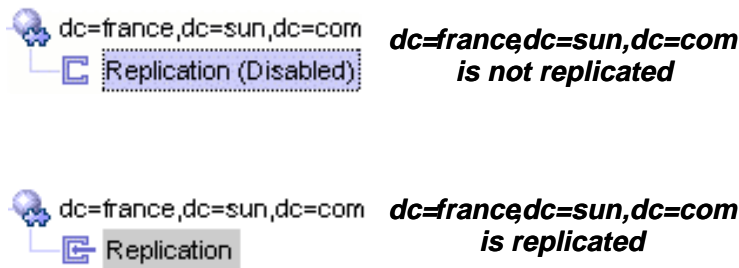 dc=france,dc=sun,dc=com
Replication (Disabled)
dc=france,dc=sun,dc=com
is not replicated
dc=france,dc=sun,dc=com
Replication
dc=france,dc=sun,dc=com
is replicated